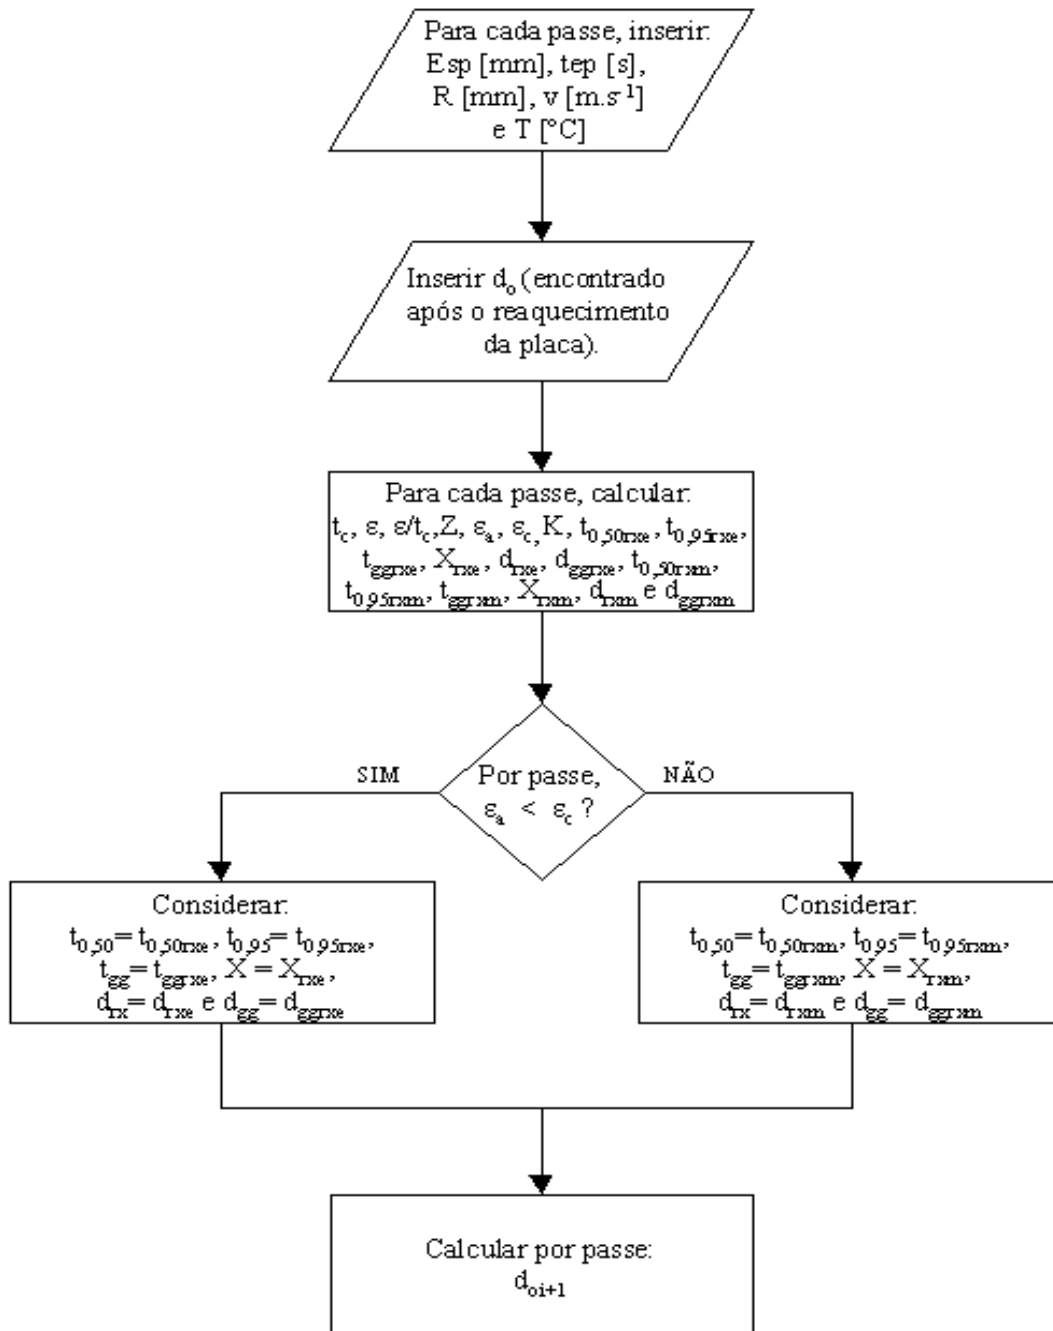 Para cada passe, inserir:
Esp [mm], tep [s],
R [mm], v [m.s⁻¹]
e T [°C]
Inserir dₒ (encontrado
após o reaquecimento
da placa).
Para cada passe, calcular:
t_c, ε, ε/t_c, Z, ε_a, ε_c, K, t_0,50rxe, t_0,95rxe,
t_ggrxe, X_rxe, d_rxe, d_ggrxe, t_0,50rxm,
t_0,95rxm, t_ggrxm, X_rxm, d_rxm e d_ggrxm
Por passe,
ε_a < ε_c ?
SIM
NÃO
Considerar:
t_0,50 = t_0,50rxe, t_0,95 = t_0,95rxe,
t_gg = t_ggrxe, X = X_rxe,
d_rx = d_rxe e d_gg = d_ggrxe
Considerar:
t_0,50 = t_0,50rxm, t_0,95 = t_0,95rxm,
t_gg = t_ggrxm, X = X_rxm,
d_rx = d_rxm e d_gg = d_ggrxm
Calcular por passe:
d_oi+1